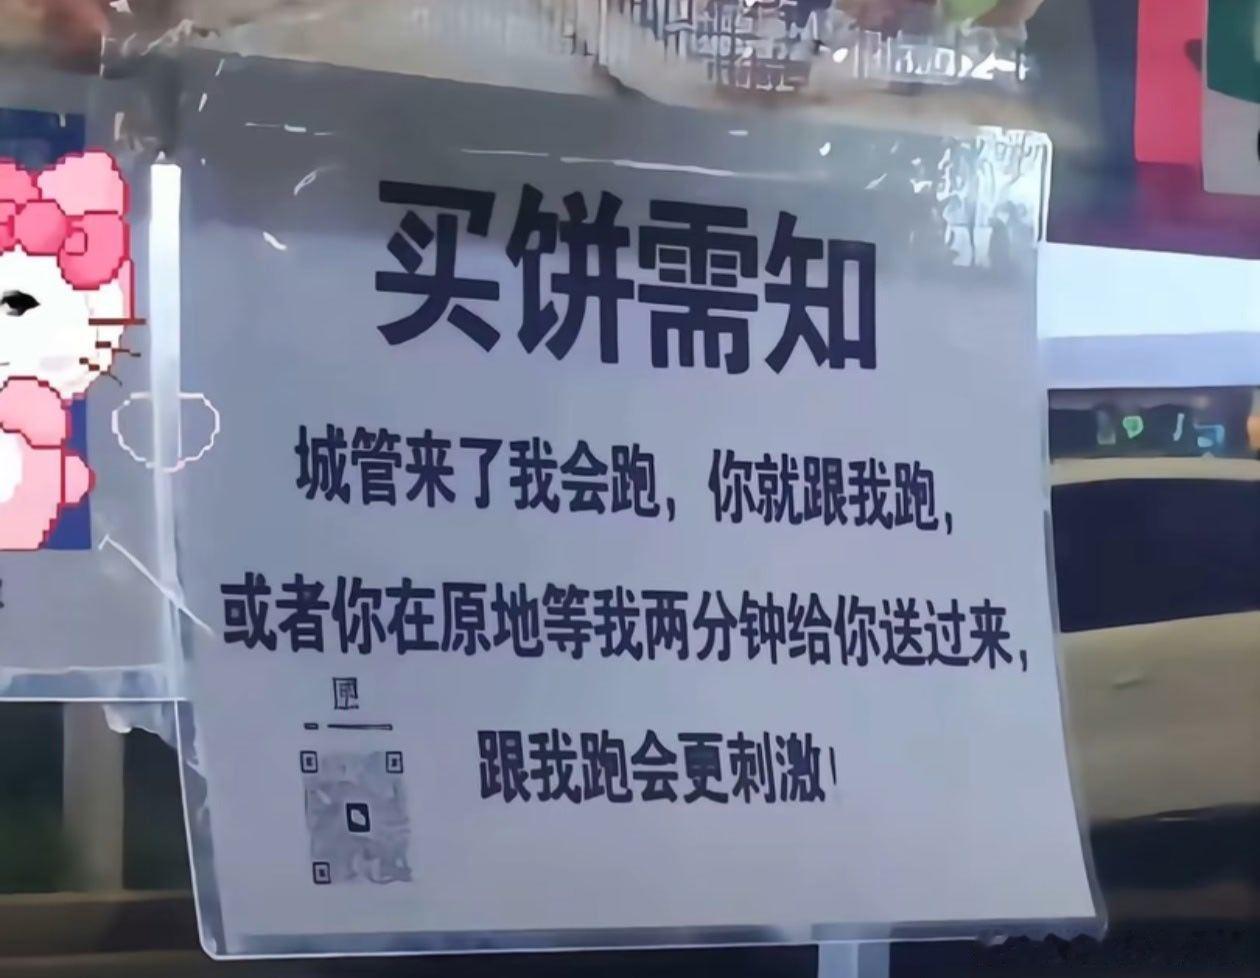 买饼需知
城管来了我会跑，你就跟我跑，
或者你在原地等我两分钟给你送过来，
跟我跑会更刺激！